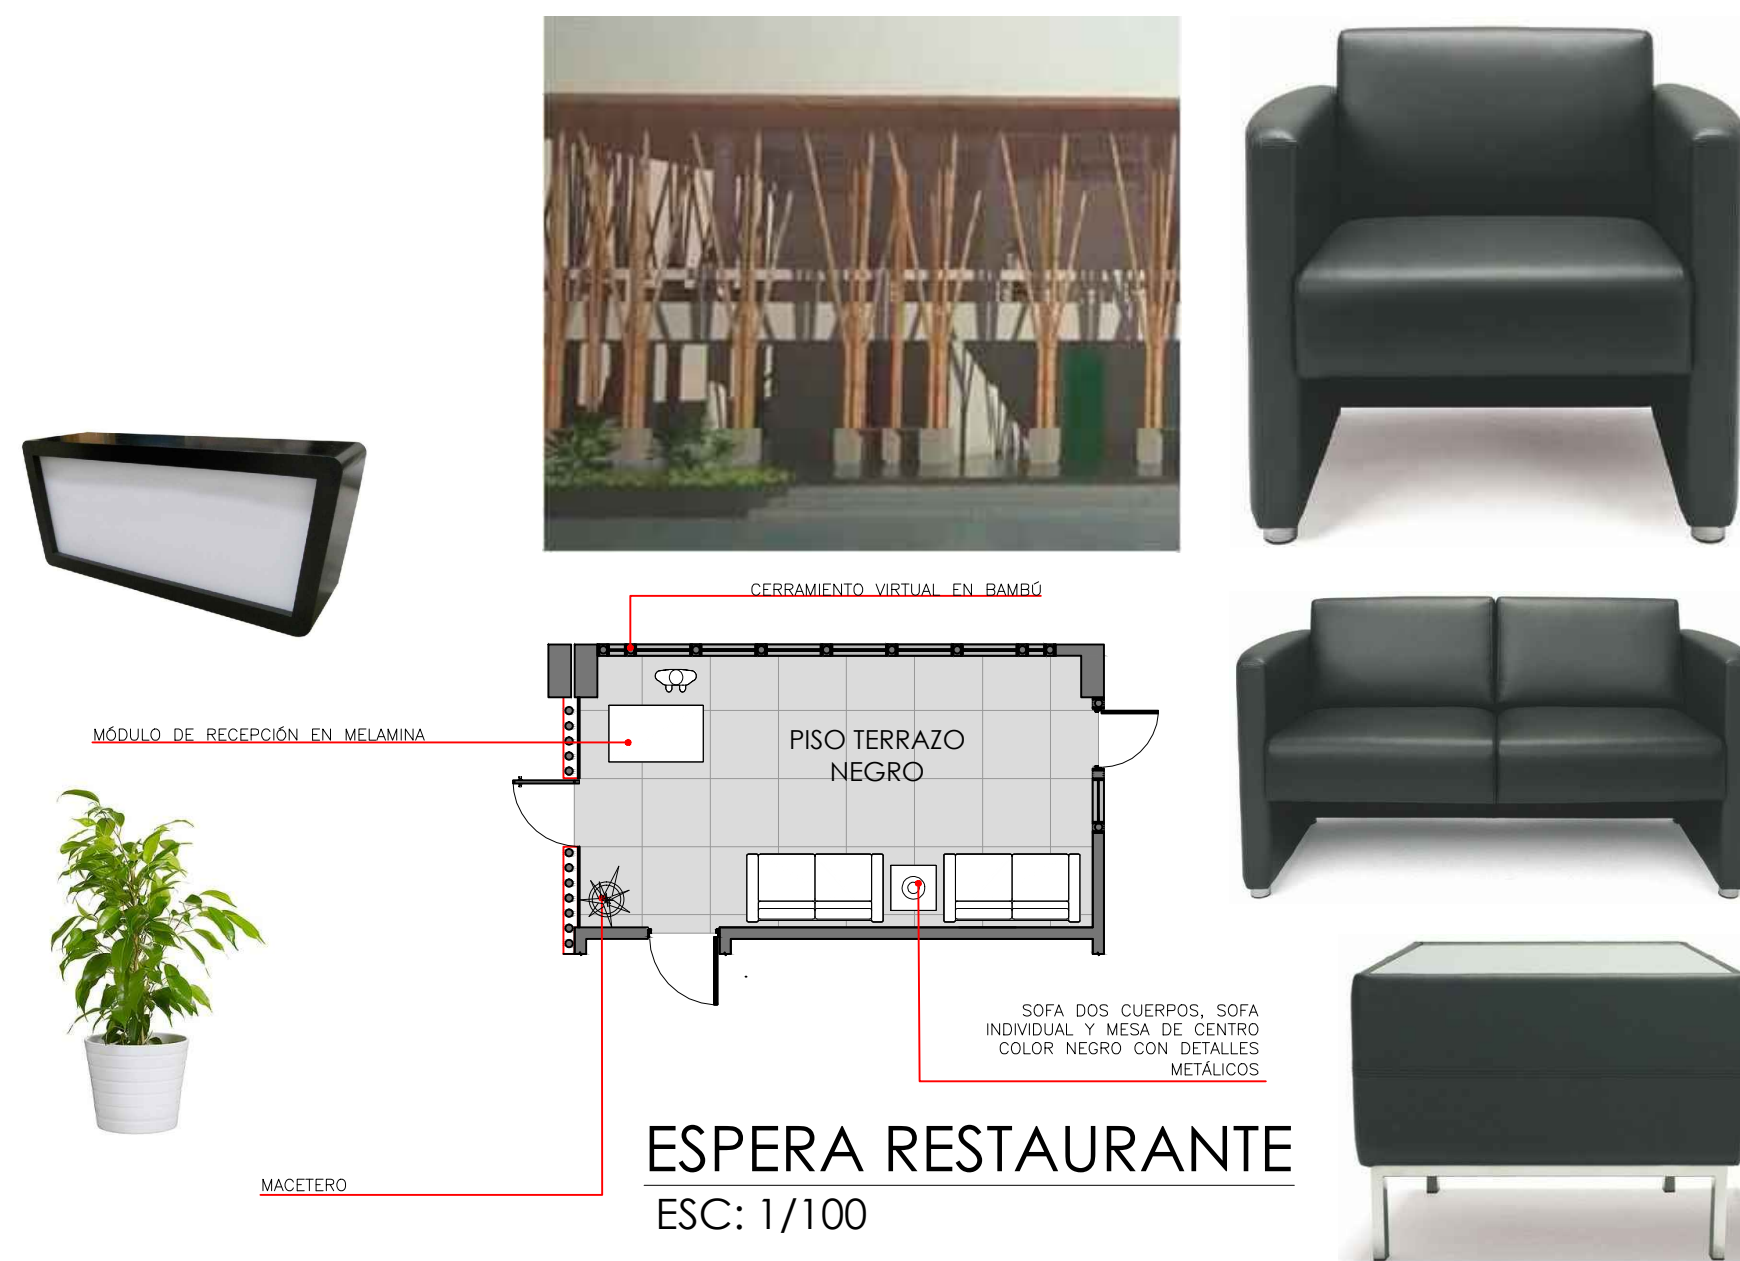 CERRAMIENTO VIRTUAL EN BAMBÚ
MÓDULO DE RECEPCIÓN EN MELAMINA
PISO TERRAZO
NEGRO
SOFA DOS CUERPOS, SOFA
INDIVIDUAL Y MESA DE CENTRO
COLOR NEGRO CON DETALLES
METÁLICOS
MACETERO
ESPERA RESTAURANTE
ESC: 1/100